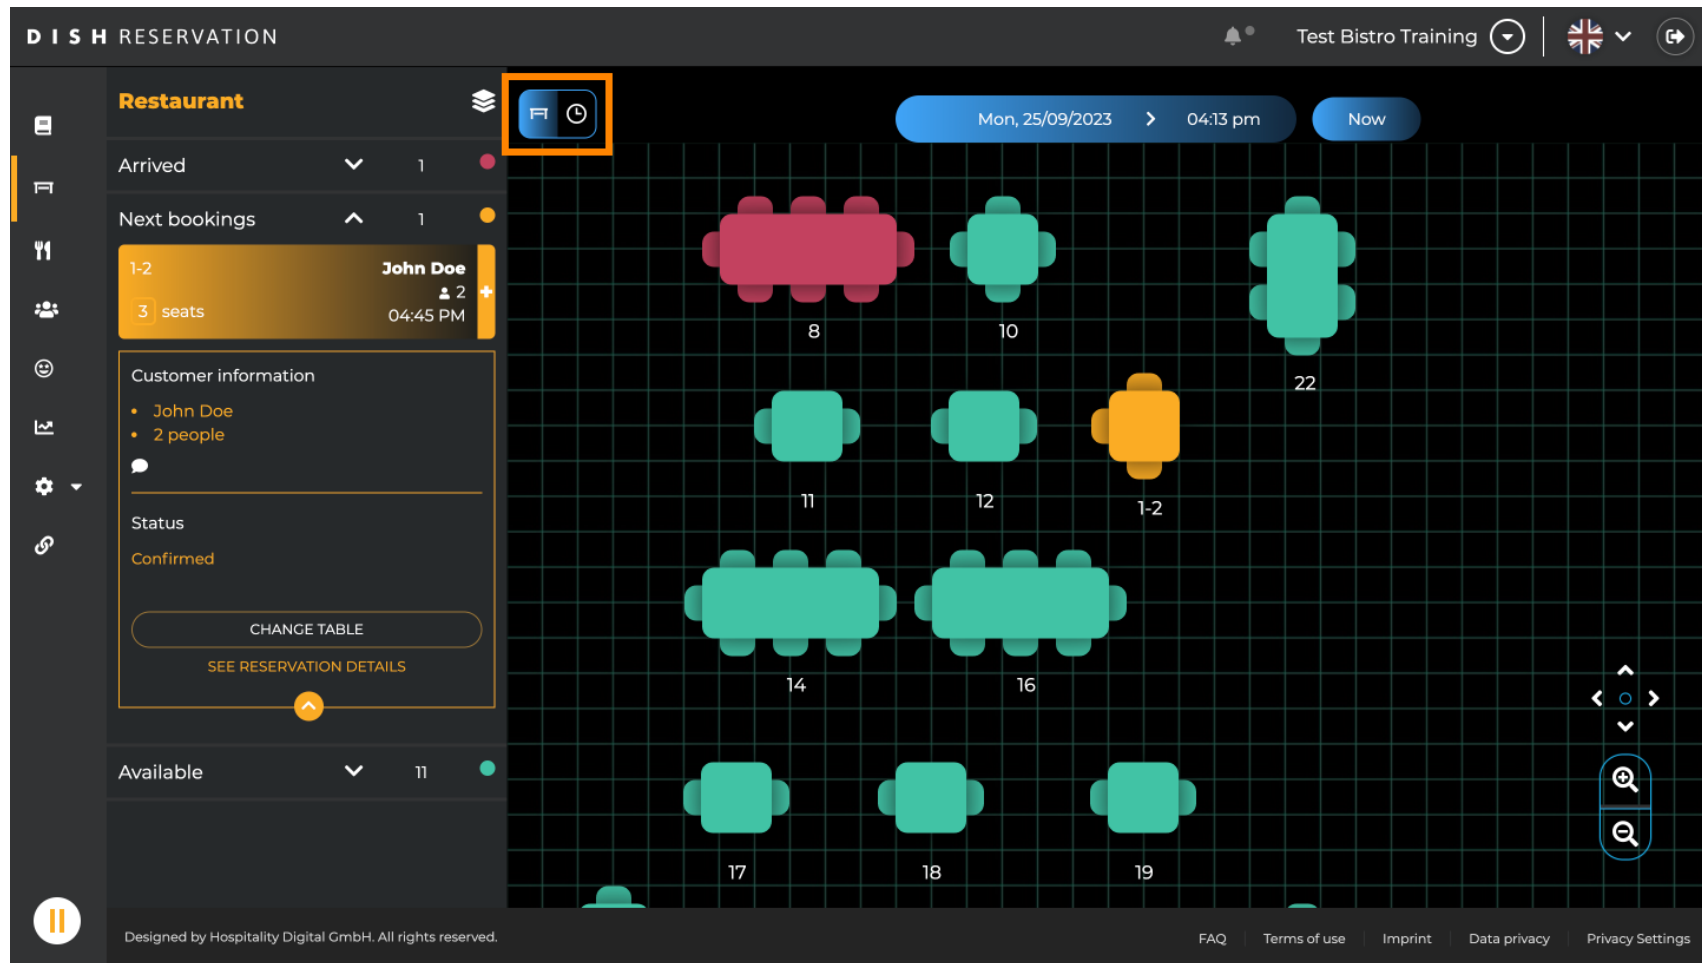 DISH RESERVATION
Test Bistro Training
Restaurant
Mon, 25/09/2023
04:13 pm
Now
Arrived 1
Next bookings 1
1-2 John Doe
2
3 seats 04:45 PM
Customer information
• John Doe
• 2 people
Status
Confirmed
CHANGE TABLE
SEE RESERVATION DETAILS
Available 11
8
10
22
11
12
1-2
14
16
17
18
19
Designed by Hospitality Digital GmbH. All rights reserved.
FAQ
Terms of use
Imprint
Data privacy
Privacy Settings